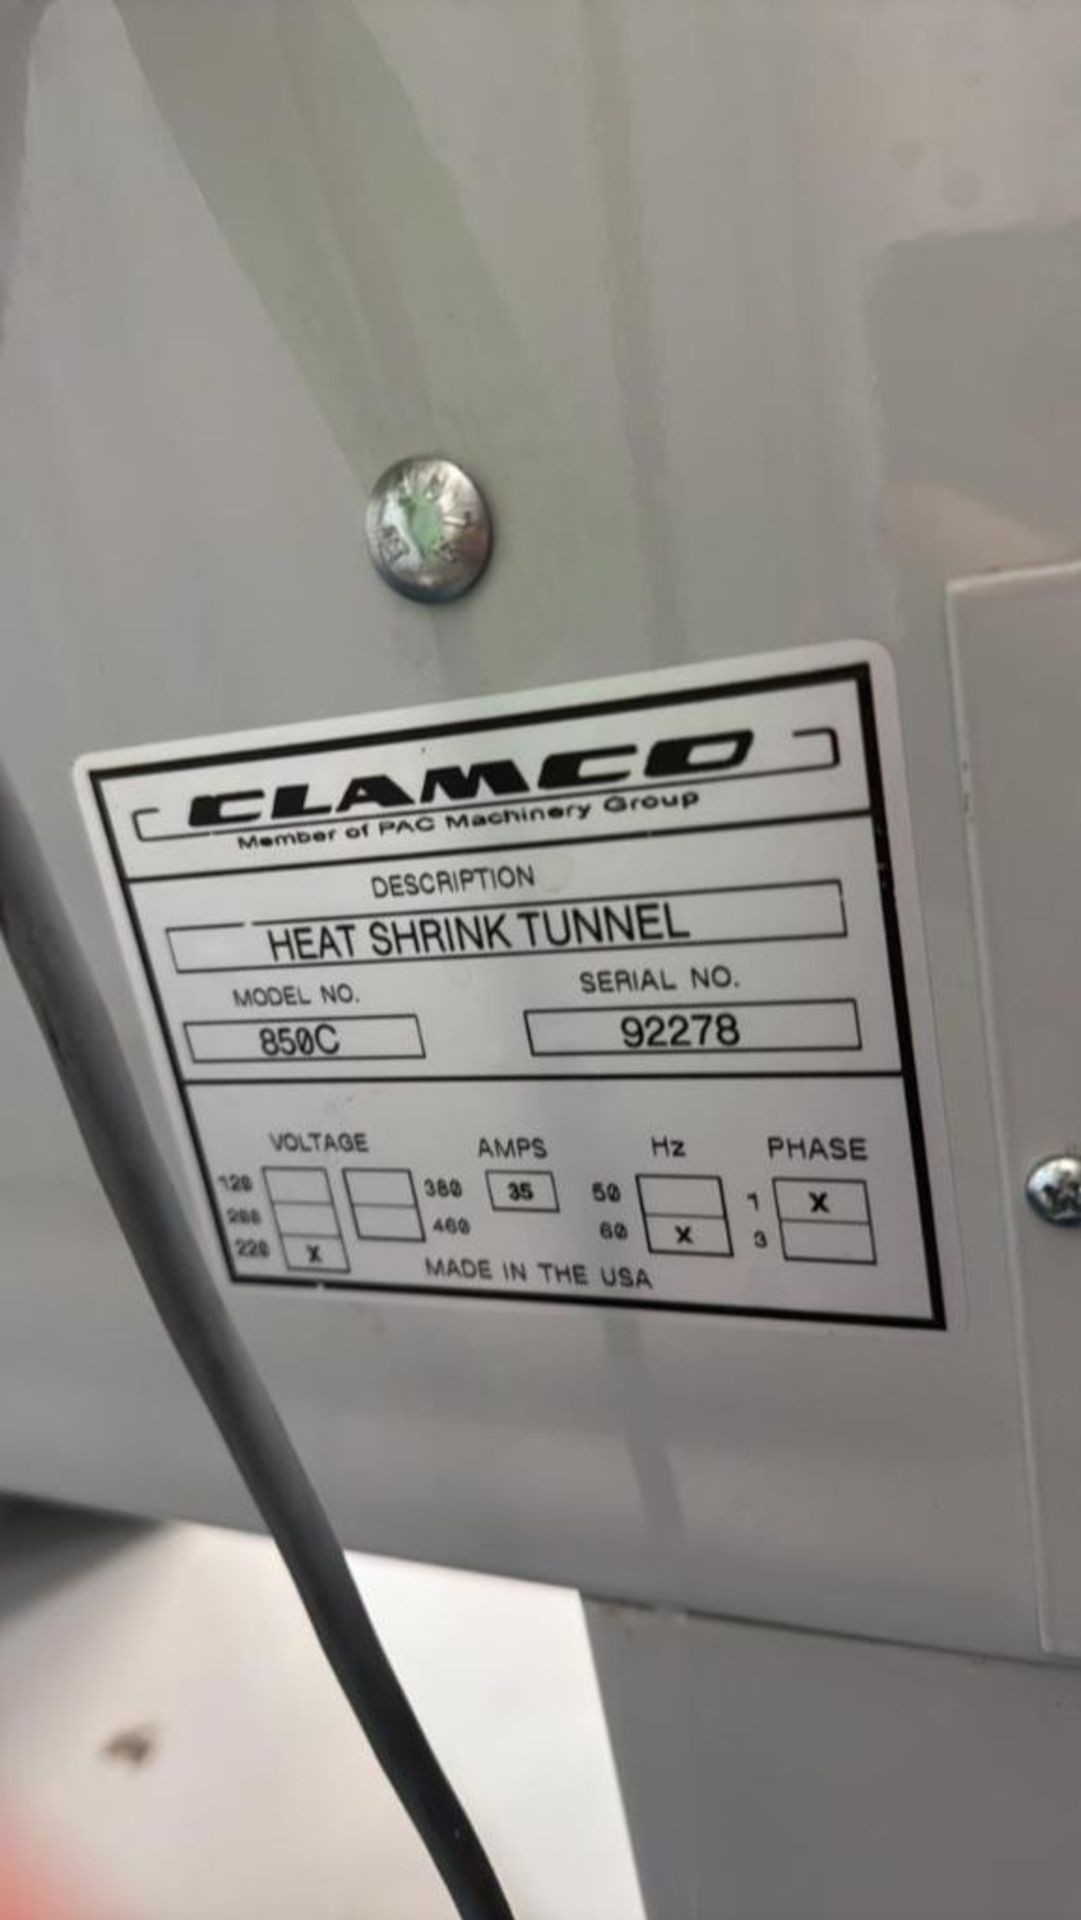 CLAMCO
Member of PAC Machinery Group
DESCRIPTION
HEAT SHRINK TUNNEL
MODEL NO. SERIAL NO.
850C 92278
VOLTAGE AMPS Hz PHASE
120 380 35 50 1 X
208 460 60 X 3
220 X
MADE IN THE USA